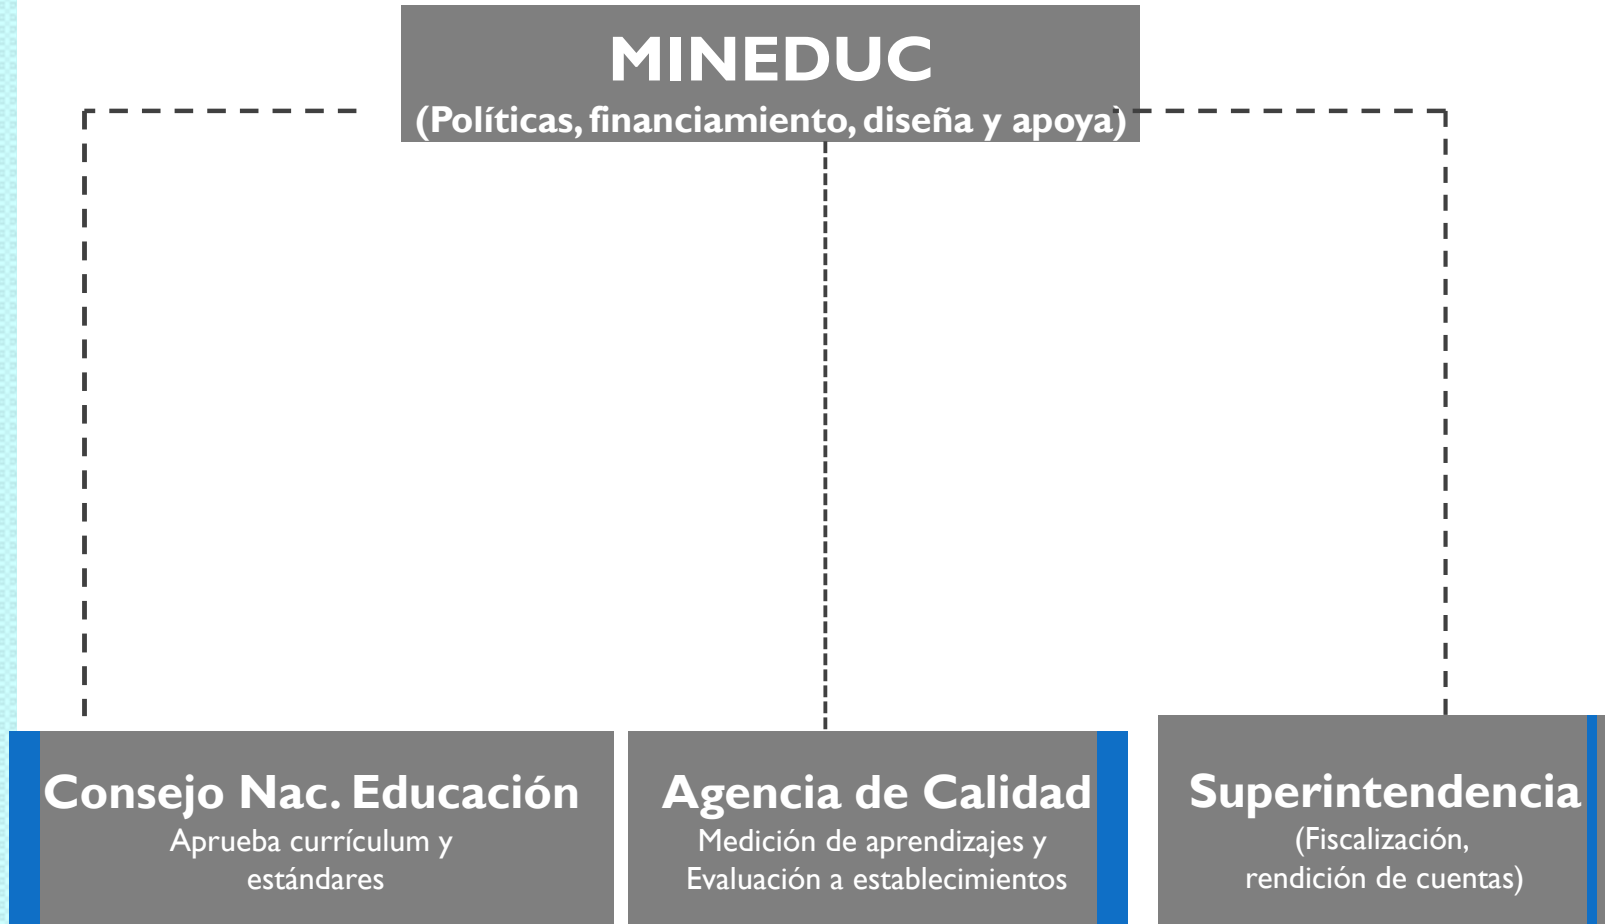 MINEDUC
(Políticas, financiamiento, diseña y apoya)
Consejo Nac. Educación
Aprueba currículum y
estándares
Agencia de Calidad
Medición de aprendizajes y
Evaluación a establecimientos
Superintendencia
(Fiscalización,
rendición de cuentas)